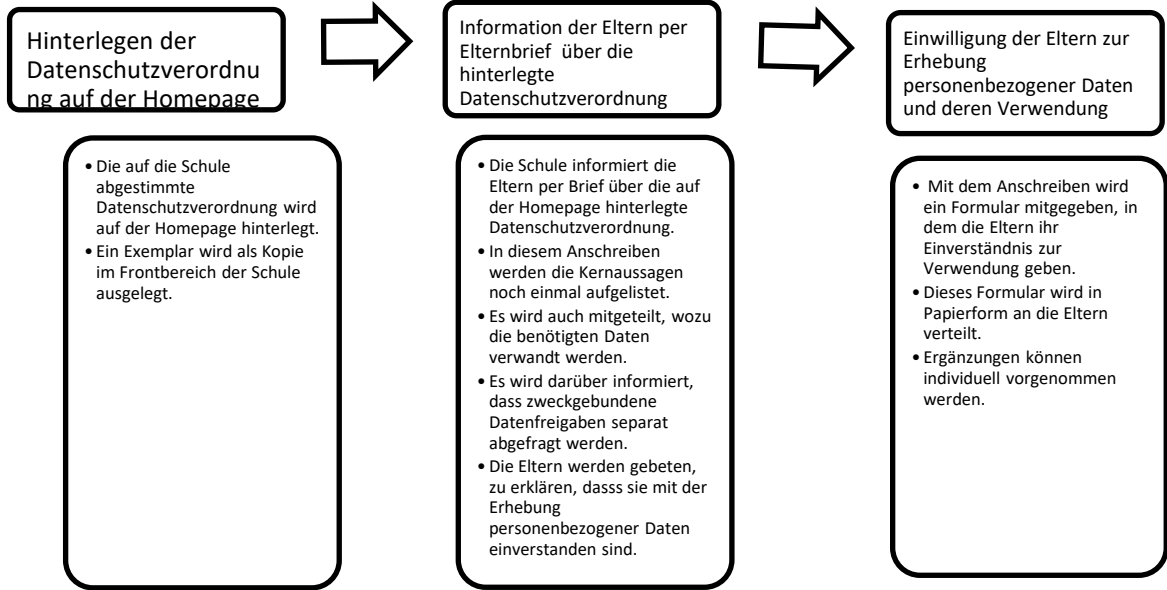 Hinterlegen der
Datenschutzverordnu
ng auf der Homepage
• Die auf die Schule
abgestimmte
Datenschutzverordnung wird
auf der Homepage hinterlegt.
• Ein Exemplar wird als Kopie
im Frontbereich der Schule
ausgelegt.
Information der Eltern per
Elternbrief über die
hinterlegte
Datenschutzverordnung
• Die Schule informiert die
Eltern per Brief über die auf
der Homepage hinterlegte
Datenschutzverordnung.
• In diesem Anschreiben
werden die Kernaussagen
noch einmal aufgelistet.
• Es wird auch mitgeteilt, wozu
die benötigten Daten
verwandt werden.
• Es wird darüber informiert,
dass zweckgebundene
Datenfreigaben separat
abgefragt werden.
• Die Eltern werden gebeten,
zu erklären, dasss sie mit der
Erhebung
personenbezogener Daten
einverstanden sind.
Einwilligung der Eltern zur
Erhebung
personenbezogener Daten
und deren Verwendung
• Mit dem Anschreiben wird
ein Formular mitgegeben, in
dem die Eltern ihr
Einverständnis zur
Verwendung geben.
• Dieses Formular wird in
Papierform an die Eltern
verteilt.
• Ergänzungen können
individuell vorgenommen
werden.